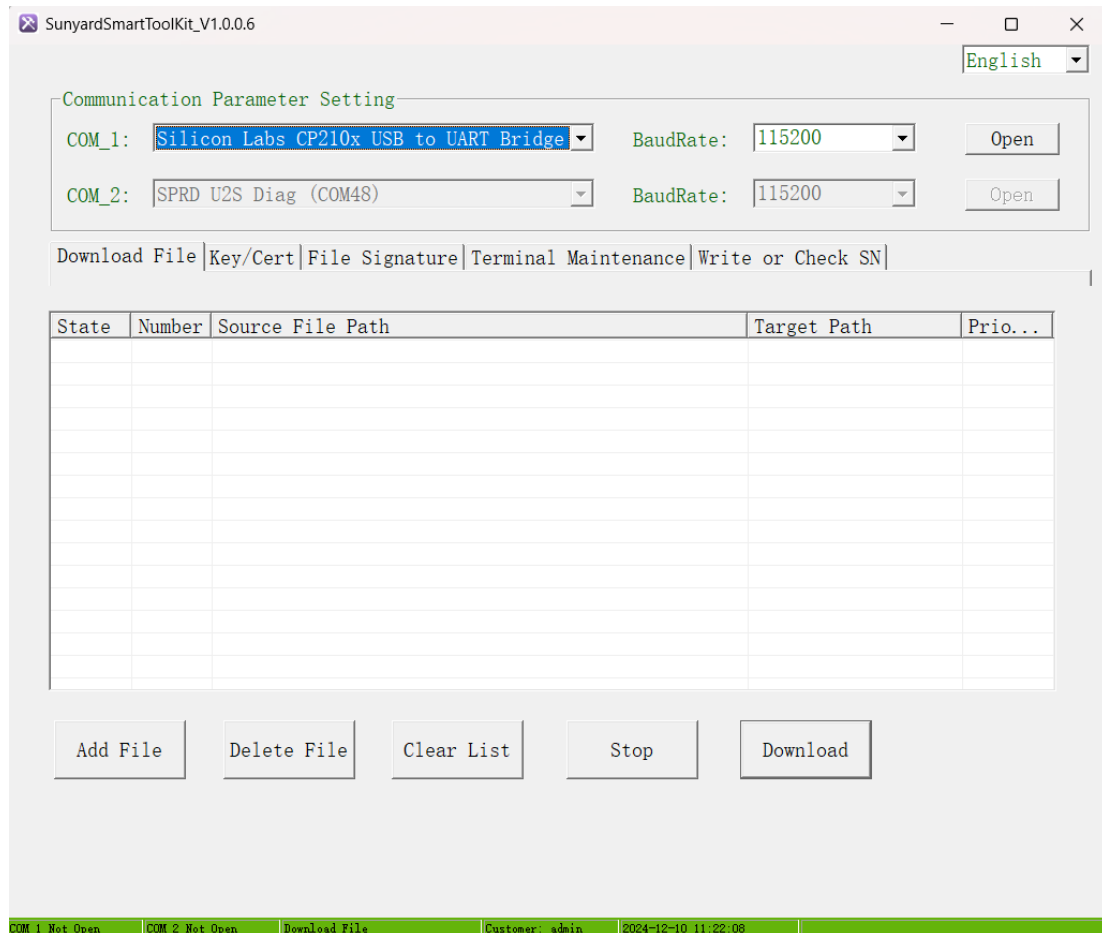 SunyardSmartToolKit_V1.0.0.6
English
Communication Parameter Setting
COM_1: Silicon Labs CP210x USB to UART Bridge BaudRate: 115200 Open
COM_2: SPRD U2S Diag (COM48) BaudRate: 115200 Open
Download File Key/Cert File Signature Terminal Maintenance Write or Check SN
State Number Source File Path Target Path Prio...
Add File Delete File Clear List Stop Download
COM 1 Not Open COM 2 Not Open Download File Customer: admin 2024-12-10 11:22:08